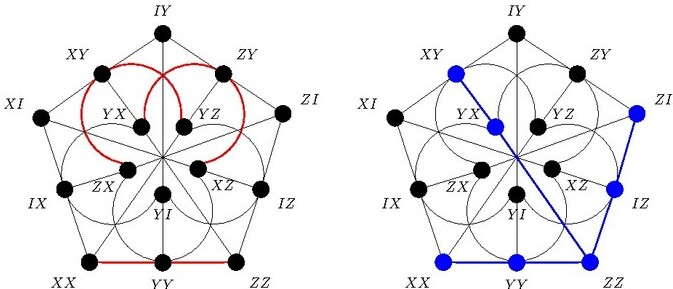 IY IY
XY ZY XY ZY
XI YX YZ ZI XI YX YZ ZI
IX ZX XZ IZ IX ZX XZ IZ
YI YI
XX YY ZZ XX YY ZZ